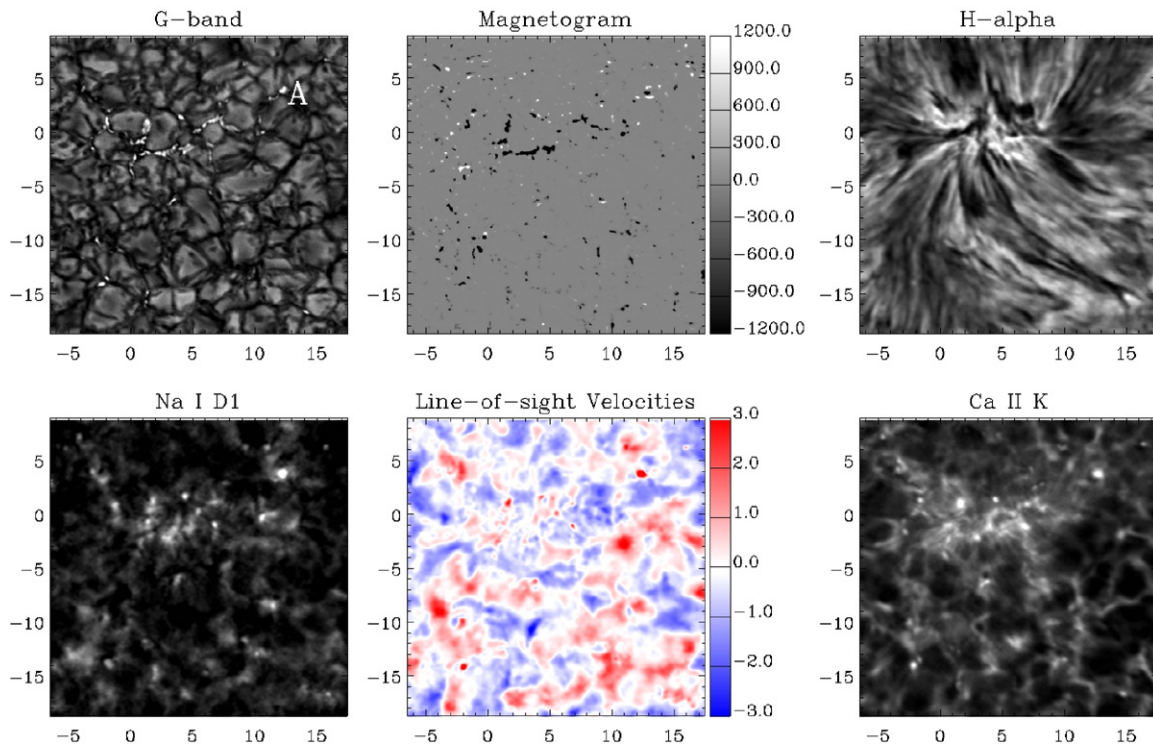 G-band Magnetogram H-alpha
5 5 1200.0 5
A 900.0
0 0 600.0 0
300.0
-5 -5 0.0 -5
-300.0
-10 -10 -600.0 -10
-15 -15 -900.0 -15
-1200.0
-5 0 5 10 15 -5 0 5 10 15 -5 0 5 10 15
Na I D1 Line-of-sight Velocities Ca II K
5 5 3.0 5
2.0
0 0 1.0 0
-5 -5 0.0 -5
-10 -10 -1.0 -10
-15 -15 -2.0 -15
-3.0
-5 0 5 10 15 -5 0 5 10 15 -5 0 5 10 15